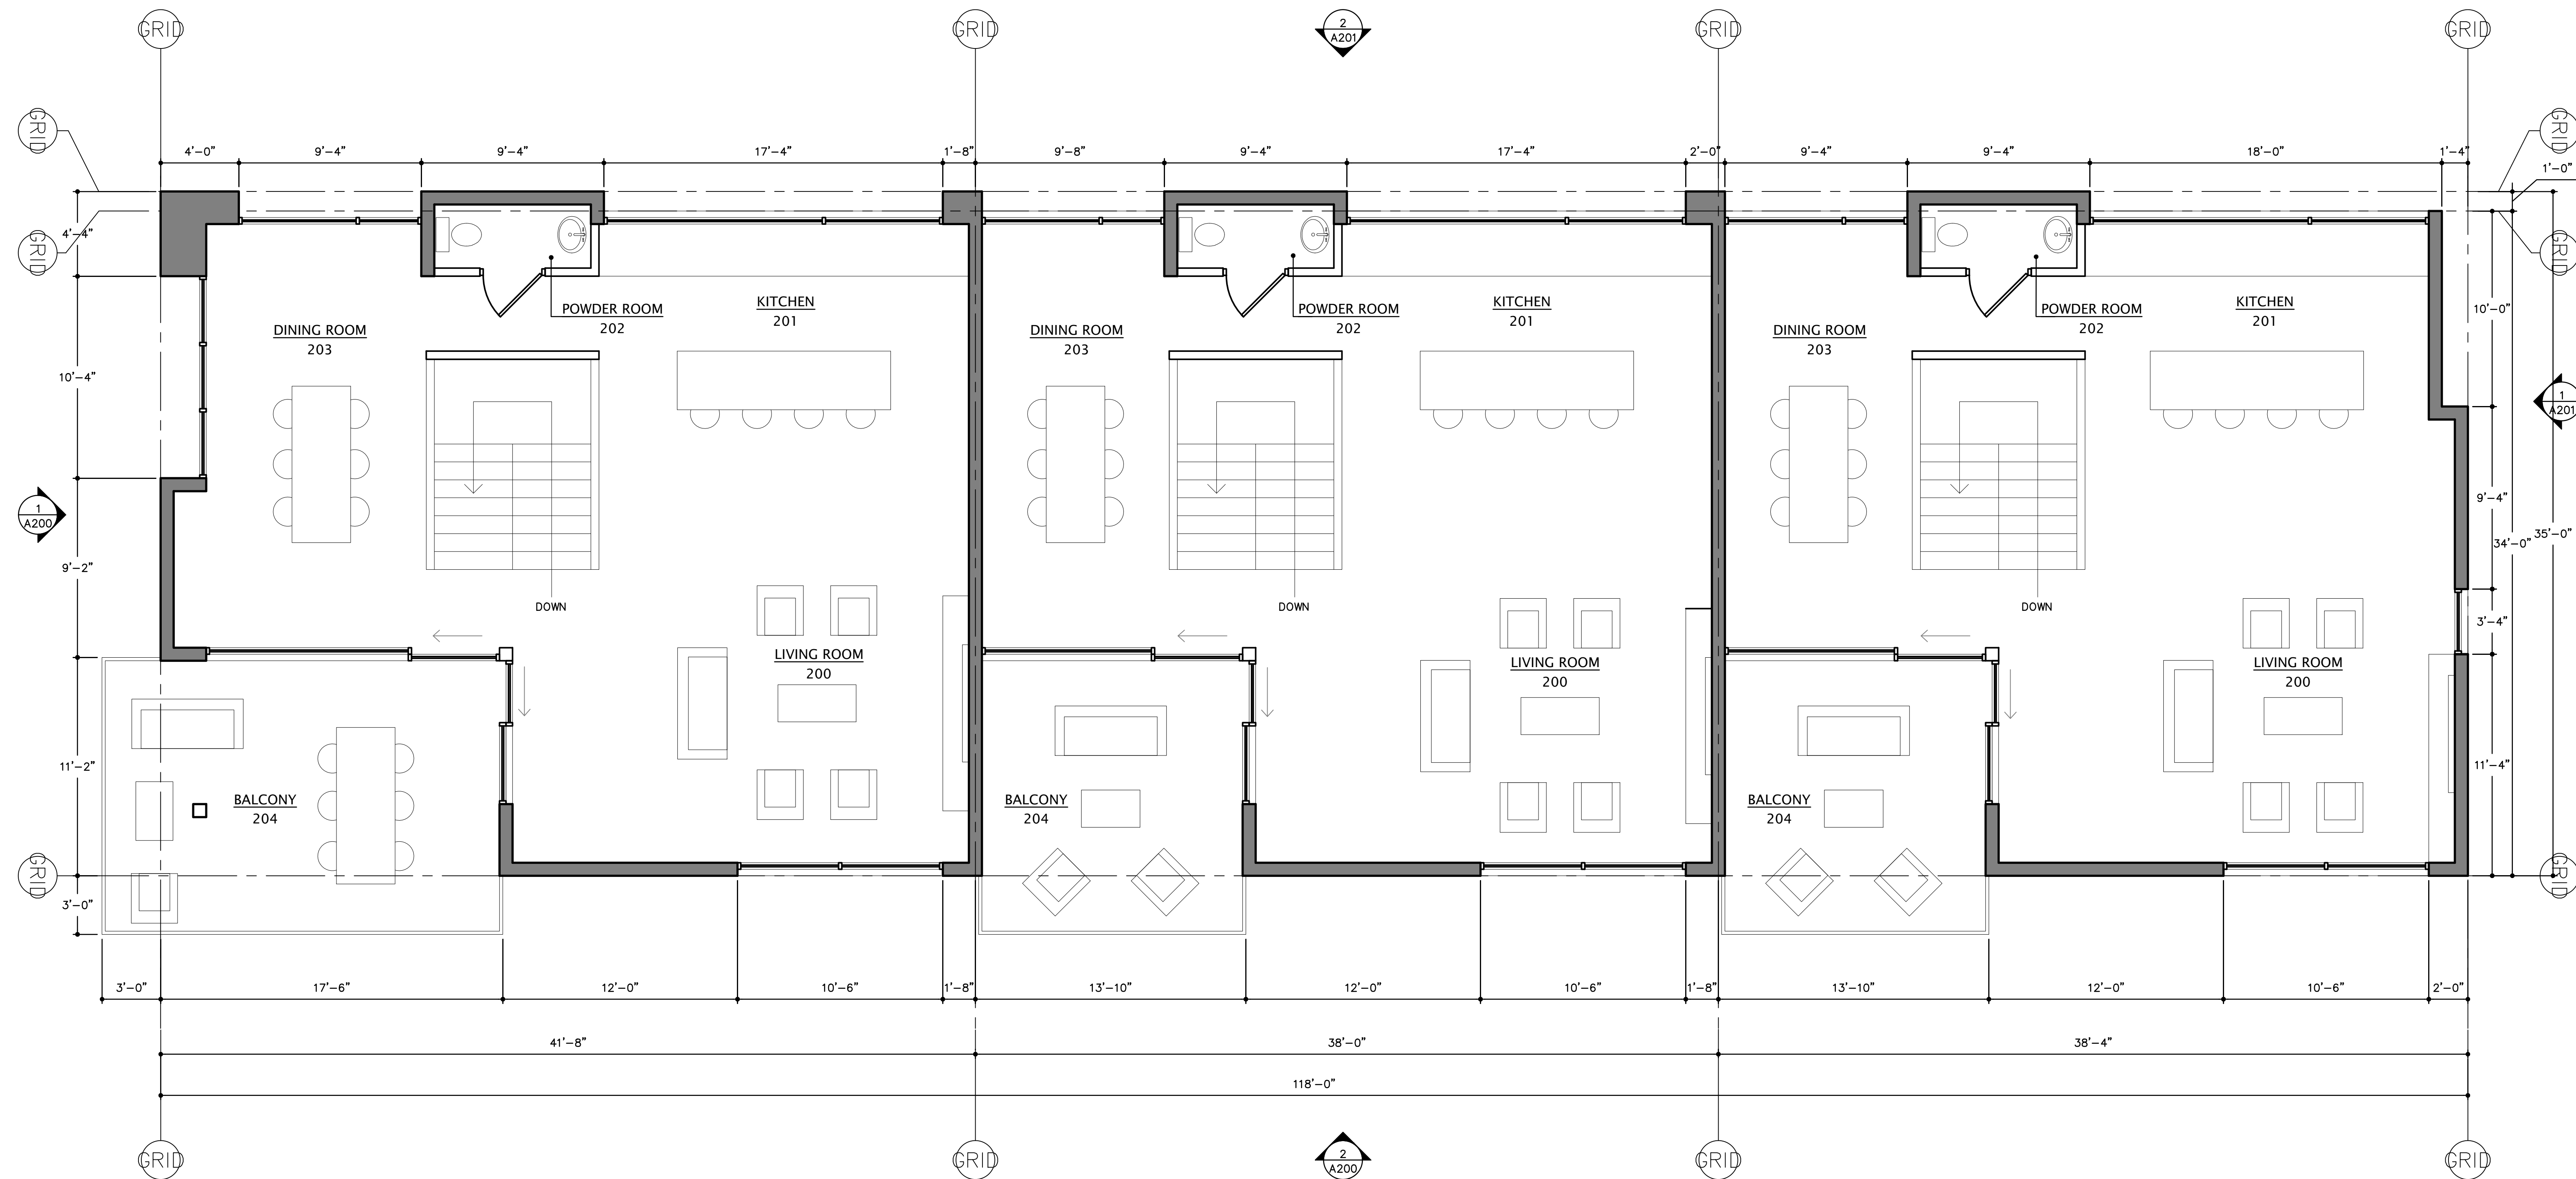 GRID
GRID
2
A201
GRID
GRID
GRID
GRID
4'-0"
9'-4"
9'-4"
17'-4"
1'-8"
9'-8"
9'-4"
17'-4"
2'-0"
9'-4"
9'-4"
18'-0"
1'-4"
1'-0"
4'-4"
GRID
GRID
KITCHEN
201
KITCHEN
201
KITCHEN
201
POWDER ROOM
202
POWDER ROOM
202
POWDER ROOM
202
10'-0"
DINING ROOM
203
DINING ROOM
203
DINING ROOM
203
10'-4"
1
A201
1
A200
9'-4"
35'-0"
34'-0"
9'-2"
DOWN
DOWN
DOWN
3'-4"
LIVING ROOM
200
LIVING ROOM
200
LIVING ROOM
200
11'-2"
11'-4"
BALCONY
204
BALCONY
204
BALCONY
204
GRID
GRID
3'-0"
3'-0"
17'-6"
12'-0"
10'-6"
1'-8"
13'-10"
12'-0"
10'-6"
1'-8"
13'-10"
12'-0"
10'-6"
2'-0"
41'-8"
38'-0"
38'-4"
118'-0"
GRID
GRID
2
A200
GRID
GRID